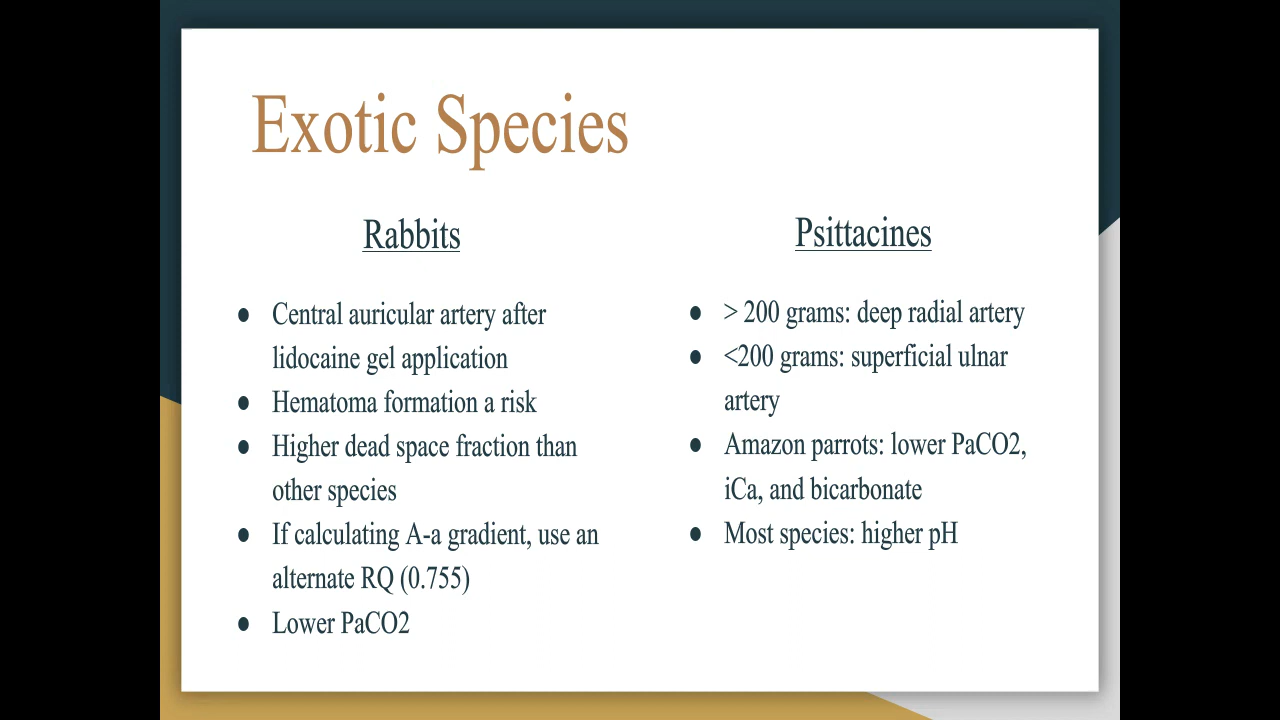 Exotic Species
Rabbits
● Central auricular artery after
lidocaine gel application
● Hematoma formation a risk
● Higher dead space fraction than
other species
● If calculating A-a gradient, use an
alternate RQ (0.755)
● Lower PaCO2
Psittacines
● > 200 grams: deep radial artery
● <200 grams: superficial ulnar
artery
● Amazon parrots: lower PaCO2,
iCa, and bicarbonate
● Most species: higher pH